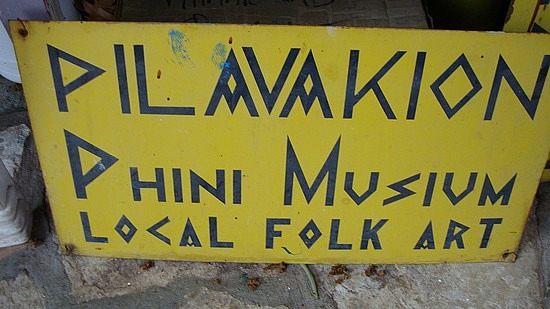 PILAVAKION
PHINI MUSIUM
LOCAL FOLK ART